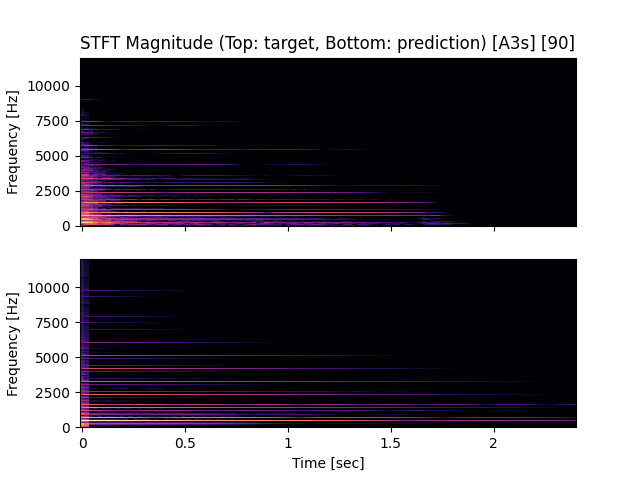 STFT Magnitude (Top: target, Bottom: prediction) [A3s] [90]
Frequency [Hz]
10000
7500
5000
2500
0
Frequency [Hz]
10000
7500
5000
2500
0
0 0.5 1 1.5 2
Time [sec]